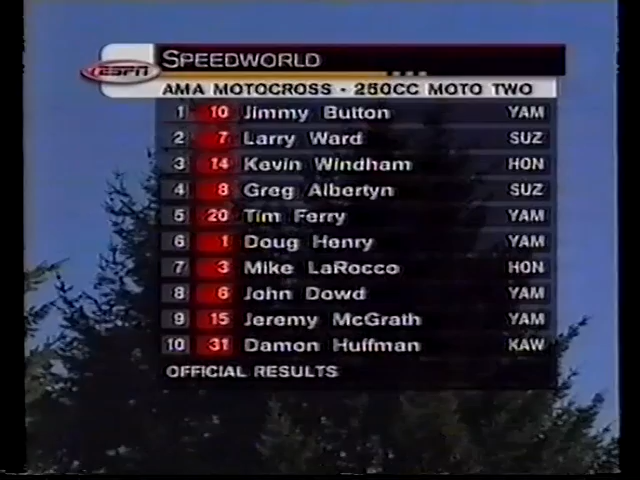 ESPN SPEEDWORLD
AMA MOTOCROSS - 250CC MOTO TWO
1 10 Jimmy Button YAM
2 7 Larry Ward SUZ
3 14 Kevin Windham HON
4 8 Greg Albertyn SUZ
5 20 Tim Ferry YAM
6 1 Doug Henry YAM
7 3 Mike LaRocco HON
8 6 John Dowd YAM
9 15 Jeremy McGrath YAM
10 31 Damon Huffman KAW
OFFICIAL RESULTS